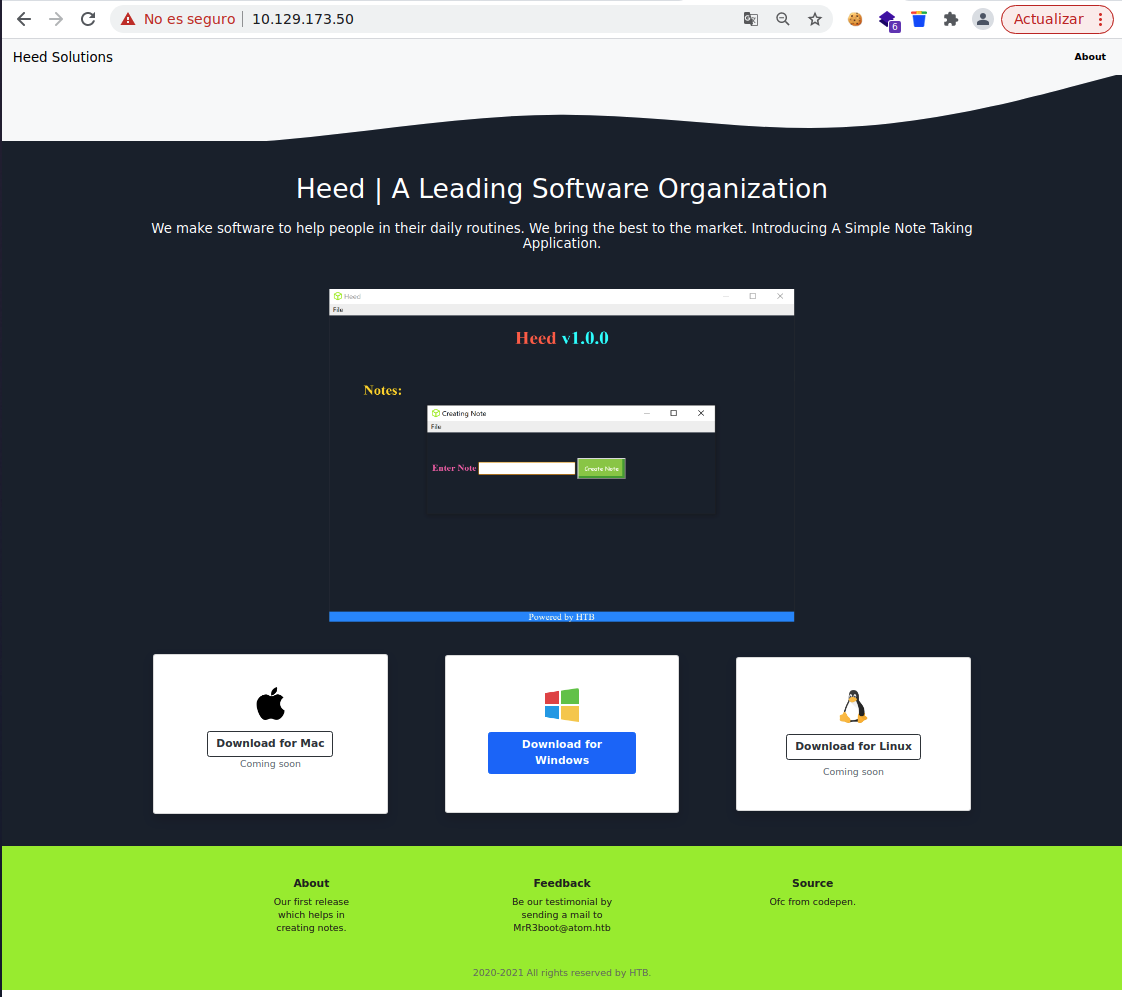 No es seguro 10.129.173.50
6
Actualizar
Heed Solutions
About
Heed | A Leading Software Organization
We make software to help people in their daily routines. We bring the best to the market. Introducing A Simple Note Taking
Application.
Heed
File
Heed v1.0.0
Notes:
Creating Note
File
Enter Note
Create Note
Powered by HTB
Download for Mac
Coming soon
Download for
Windows
Download for Linux
Coming soon
About
Our first release
which helps in
creating notes.
Feedback
Be our testimonial by
sending a mail to
MrR3boot@atom.htb
Source
Ofc from codepen.
2020-2021 All rights reserved by HTB.